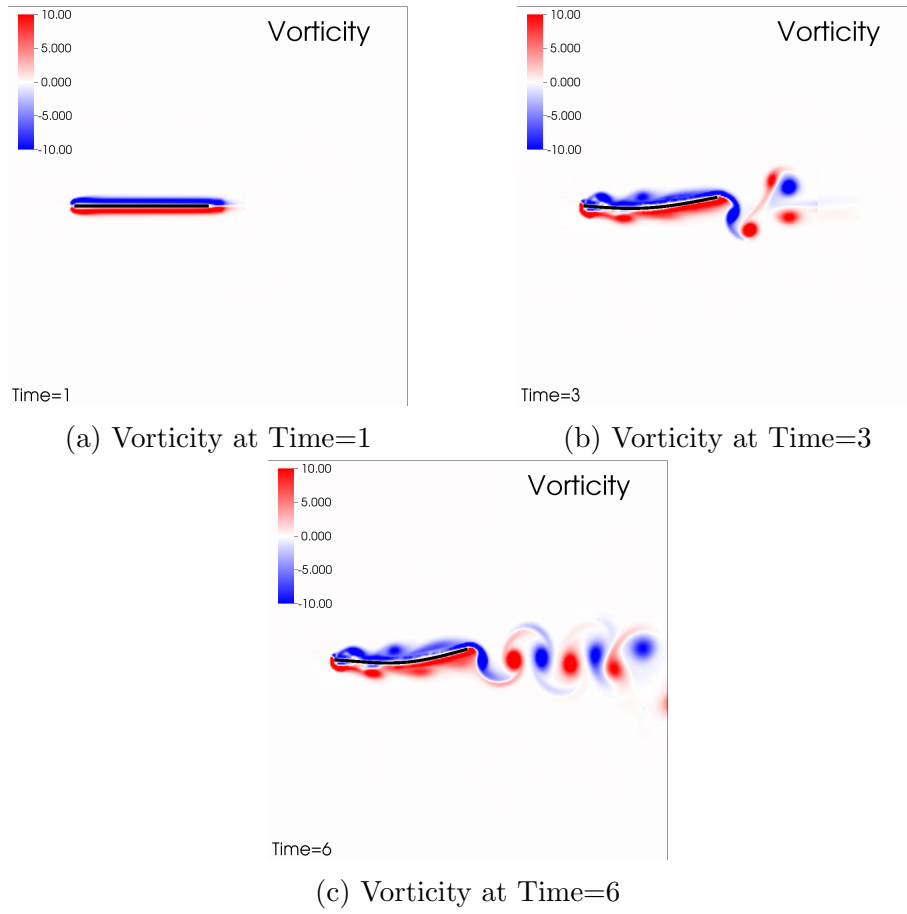 10.00
5.000
0.000
-5.000
-10.00
Vorticity
Time=1
(a) Vorticity at Time=1
10.00
5.000
0.000
-5.000
-10.00
Vorticity
Time=3
(b) Vorticity at Time=3
10.00
5.000
0.000
-5.000
-10.00
Vorticity
Time=6
(c) Vorticity at Time=6